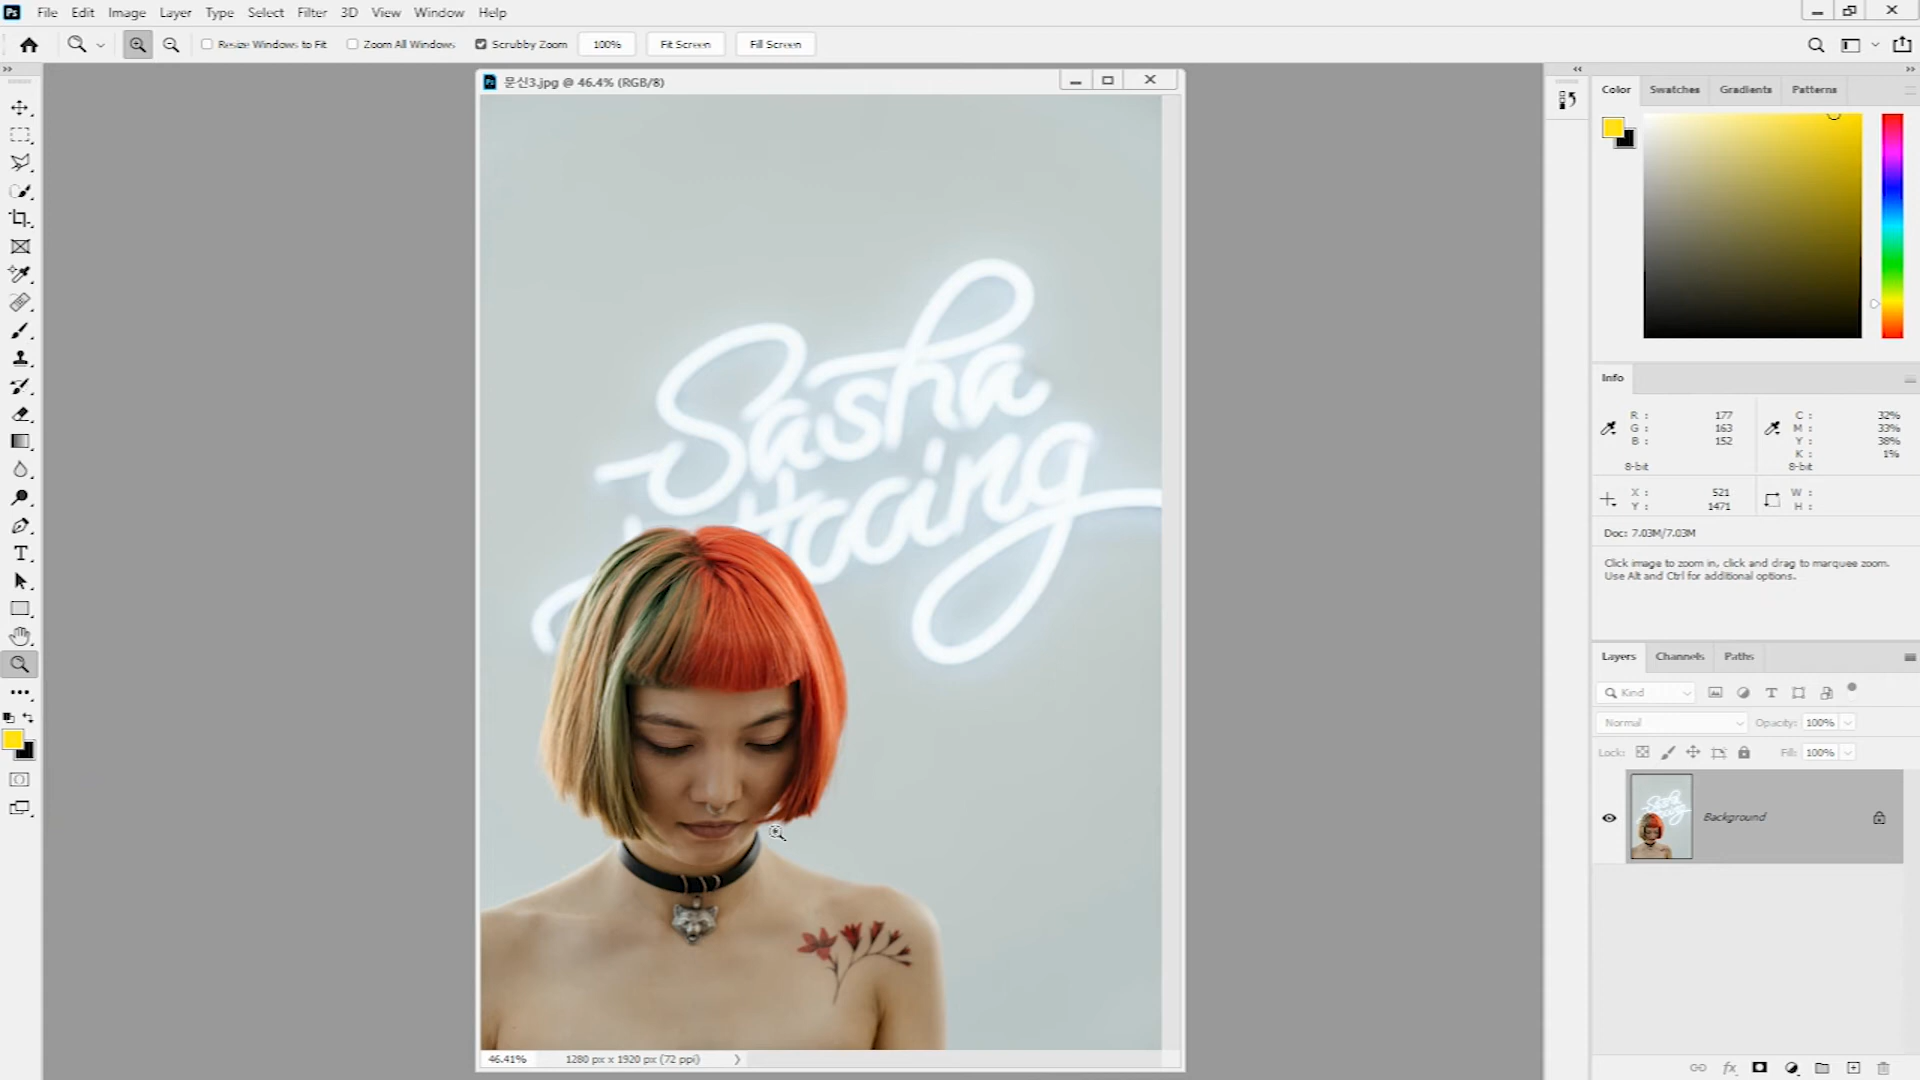 Ps File Edit Image Layer Type Select Filter 3D View Window Help
Resize Windows to Fit Zoom All Windows Scrubby Zoom 100% Fit Screen Fill Screen
Ps 문신3.jpg @ 46.4% (RGB/8)
Sasha
ttooing
46.41% 1280 px x 1920 px (72 ppi)
Color Swatches Gradients Patterns
Info
R : 177 C : 32%
G : 163 M : 33%
B : 152 Y : 38%
K : 1%
8-bit 8-bit
X : 521 W :
Y : 1471 H :
Doc: 7.03M/7.03M
Click image to zoom in, click and drag to marquee zoom.
Use Alt and Ctrl for additional options.
Layers Channels Paths
Kind
Normal Opacity: 100%
Lock: Fill: 100%
Background